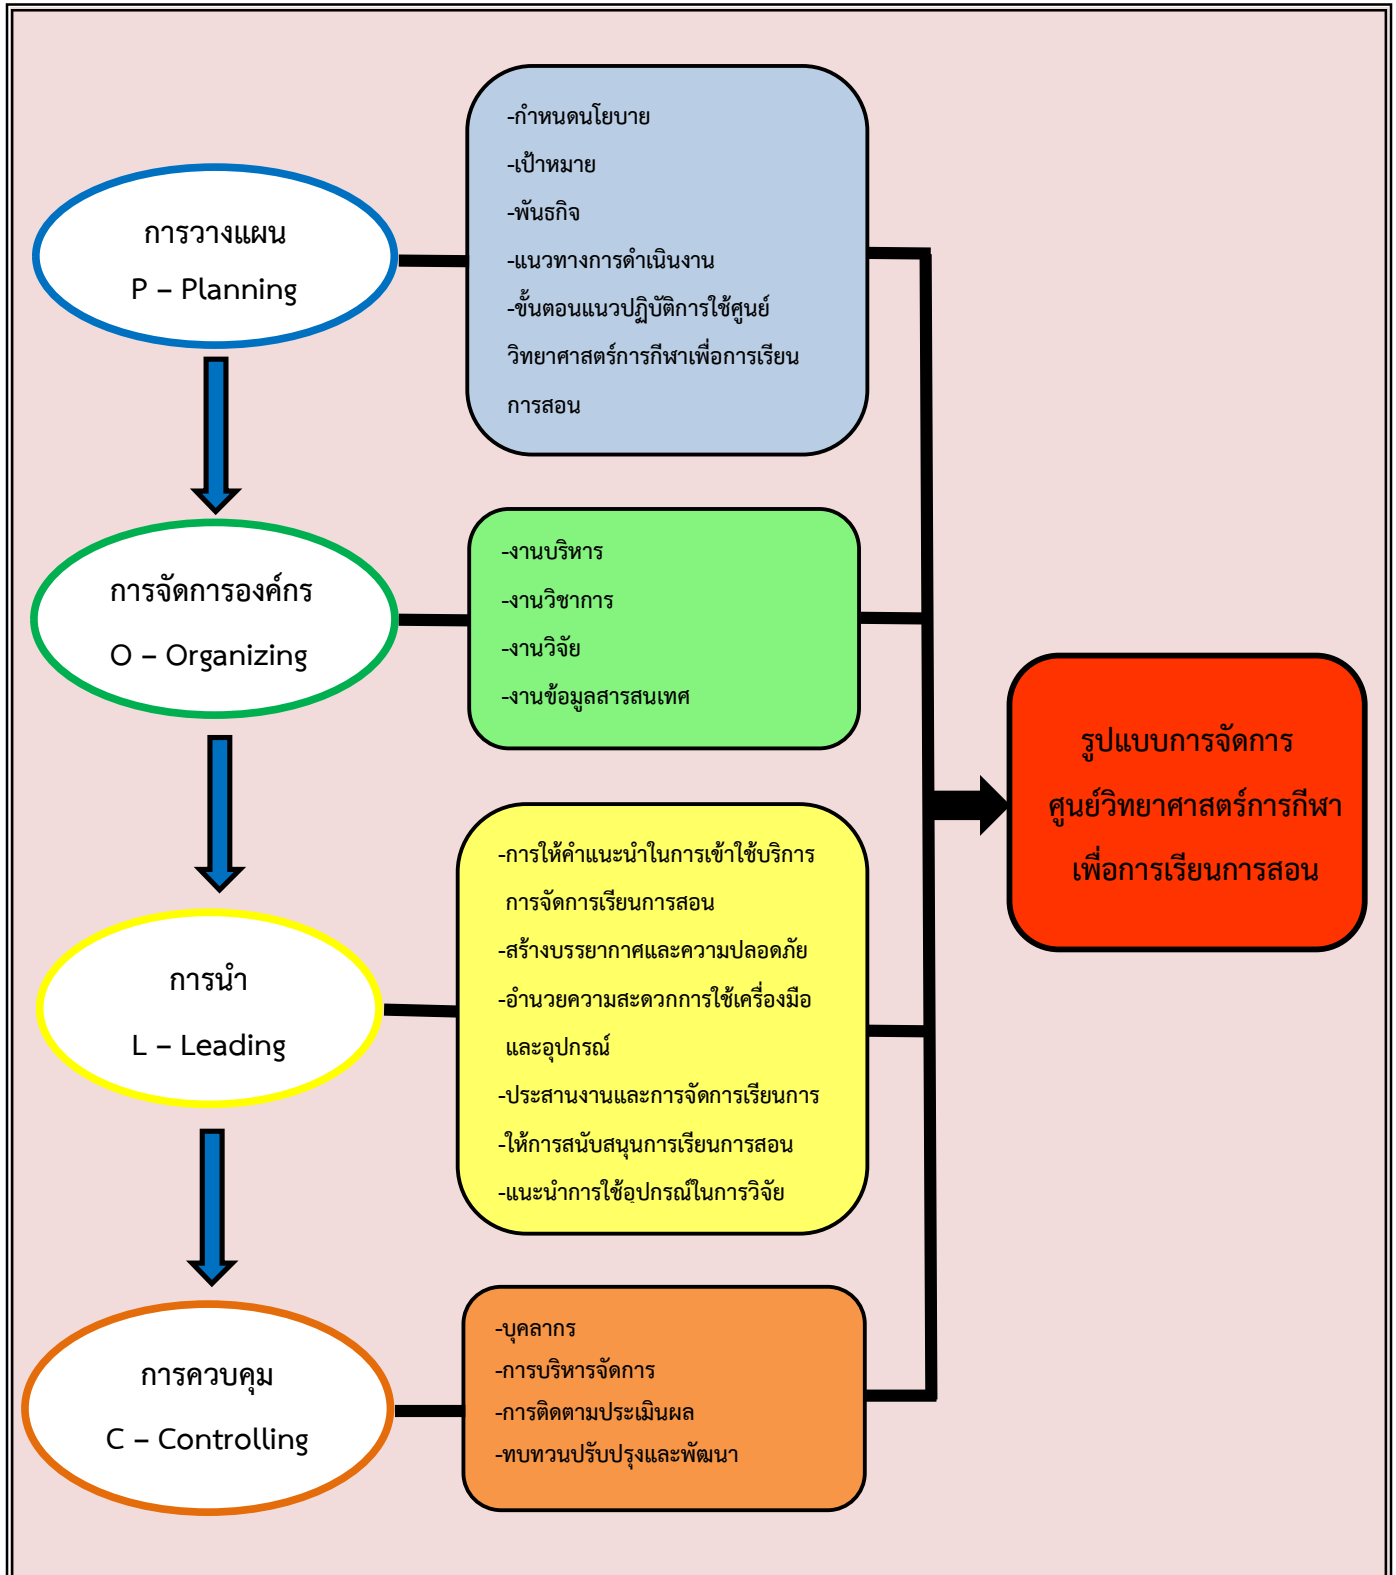 การวางแผน
P – Planning
-กำหนดนโยบาย
-เป้าหมาย
-พันธกิจ
-แนวทางการดำเนินงาน
-ขั้นตอนแนวปฏิบัติการใช้ศูนย์
วิทยาศาสตร์การกีฬาเพื่อการเรียน
การสอน
การจัดการองค์กร
O – Organizing
-งานบริหาร
-งานวิชาการ
-งานวิจัย
-งานข้อมูลสารสนเทศ
การนำ
L – Leading
-การให้คำแนะนำในการเข้าใช้บริการ
การจัดการเรียนการสอน
-สร้างบรรยากาศและความปลอดภัย
-อำนวยความสะดวกการใช้เครื่องมือ
และอุปกรณ์
-ประสานงานและการจัดการเรียนการ
-ให้การสนับสนุนการเรียนการสอน
-แนะนำการใช้อุปกรณ์ในการวิจัย
การควบคุม
C – Controlling
-บุคลากร
-การบริหารจัดการ
-การติดตามประเมินผล
-ทบทวนปรับปรุงและพัฒนา
รูปแบบการจัดการ
ศูนย์วิทยาศาสตร์การกีฬา
เพื่อการเรียนการสอน